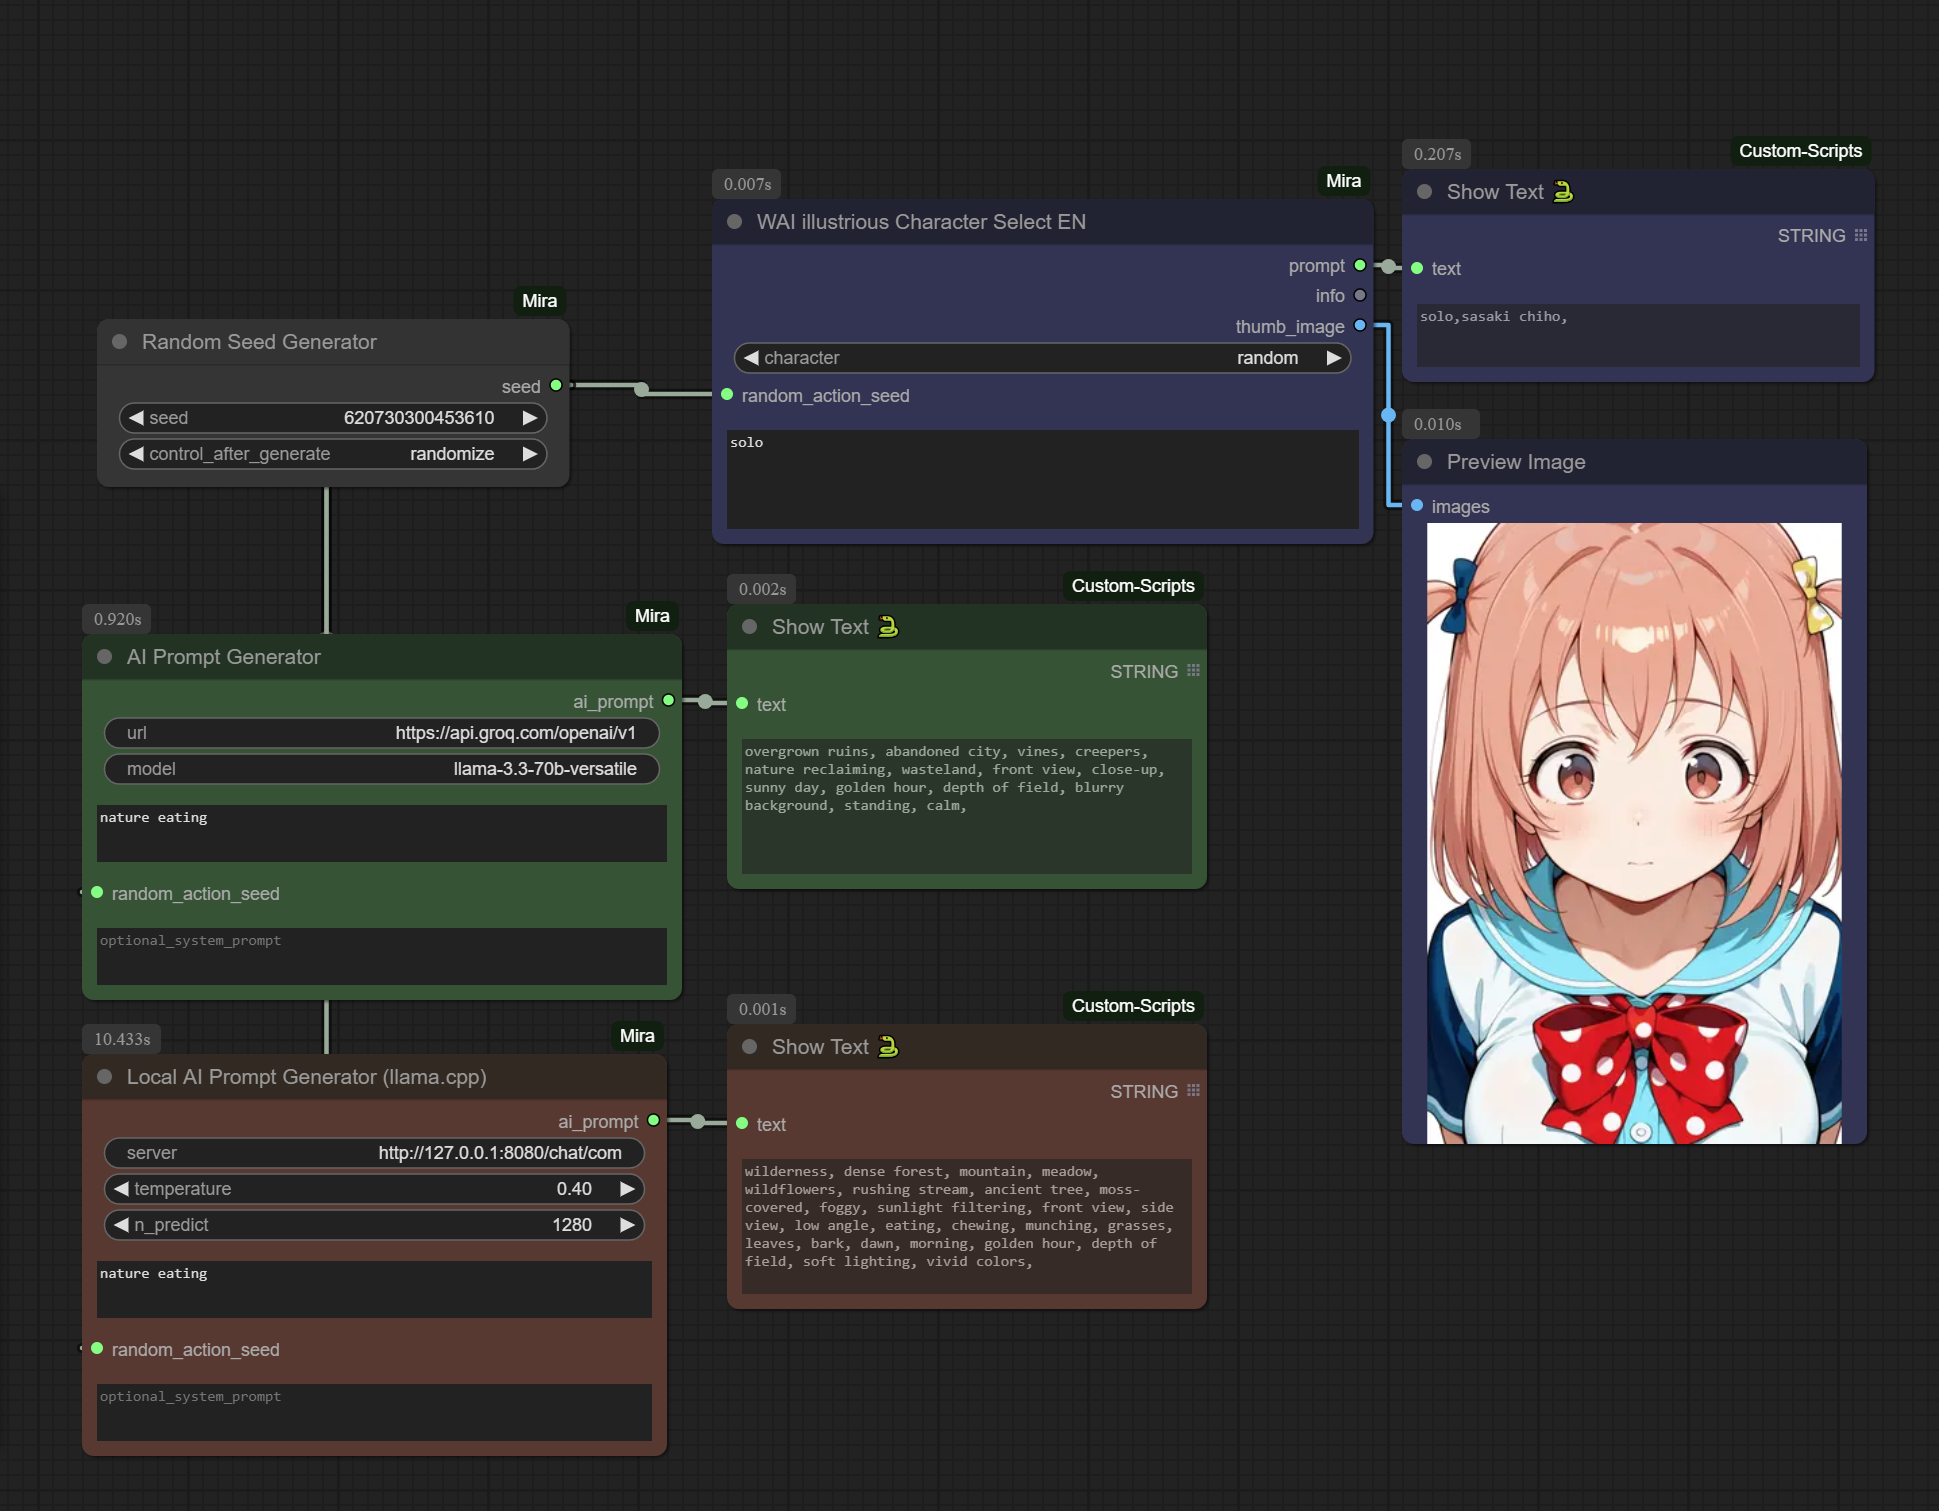 Mira
Random Seed Generator
seed
seed 620730300453610
control_after_generate randomize
0.007s Mira
WAI illustrious Character Select EN
prompt
info
thumb_image
character random
random_action_seed
solo
0.207s Custom-Scripts
Show Text
STRING
text
solo,sasaki chiho,
0.010s
Preview Image
images
0.920s Mira
AI Prompt Generator
ai_prompt
url https://api.groq.com/openai/v1
model llama-3.3-70b-versatile
nature eating
random_action_seed
optional_system_prompt
0.002s Custom-Scripts
Show Text
STRING
text
overgrown ruins, abandoned city, vines, creepers,
nature reclaiming, wasteland, front view, close-up,
sunny day, golden hour, depth of field, blurry
background, standing, calm,
10.433s Mira
Local AI Prompt Generator (llama.cpp)
ai_prompt
server http://127.0.0.1:8080/chat/com
temperature 0.40
n_predict 1280
nature eating
random_action_seed
optional_system_prompt
0.001s Custom-Scripts
Show Text
STRING
text
wilderness, dense forest, mountain, meadow,
wildflowers, rushing stream, ancient tree, moss-
covered, foggy, sunlight filtering, front view, side
view, low angle, eating, chewing, munching, grasses,
leaves, bark, dawn, morning, golden hour, depth of
field, soft lighting, vivid colors,